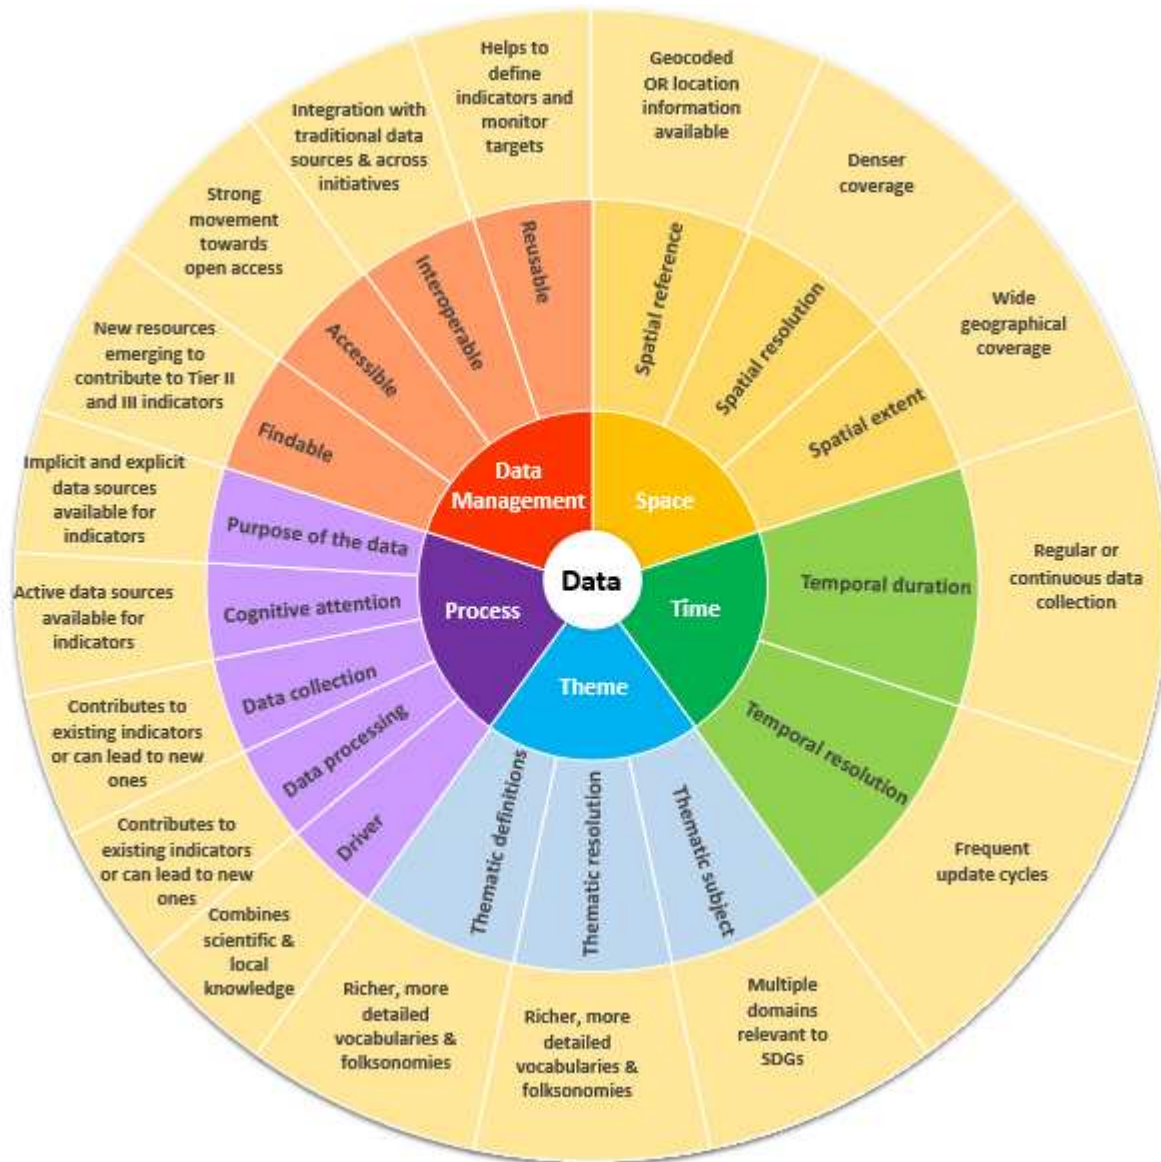 Data
Data
Management
Space
Time
Theme
Process
Spatial reference
Spatial resolution
Spatial extent
Temporal duration
Temporal resolution
Thematic subject
Thematic resolution
Thematic definitions
Driver
Data processing
Data collection
Cognitive attention
Purpose of the data
Findable
Accessible
Interoperable
Reusable
Geocoded
OR location
information
available
Denser
coverage
Wide
geographical
coverage
Regular or
continuous data
collection
Frequent
update cycles
Multiple
domains
relevant to
SDGs
Richer, more
detailed
vocabularies &
folksonomies
Richer, more
detailed
vocabularies &
folksonomies
Combines
scientific &
local
knowledge
Contributes to
existing indicators
or can lead to new
ones
Contributes to
existing indicators
or can lead to new
ones
Active data sources
available for
indicators
Implicit and explicit
data sources
available for
indicators
New resources
emerging to
contribute to Tier II
and III indicators
Strong
movement
towards
open access
Integration with
traditional data
sources & across
initiatives
Helps to
define
indicators and
monitor
targets